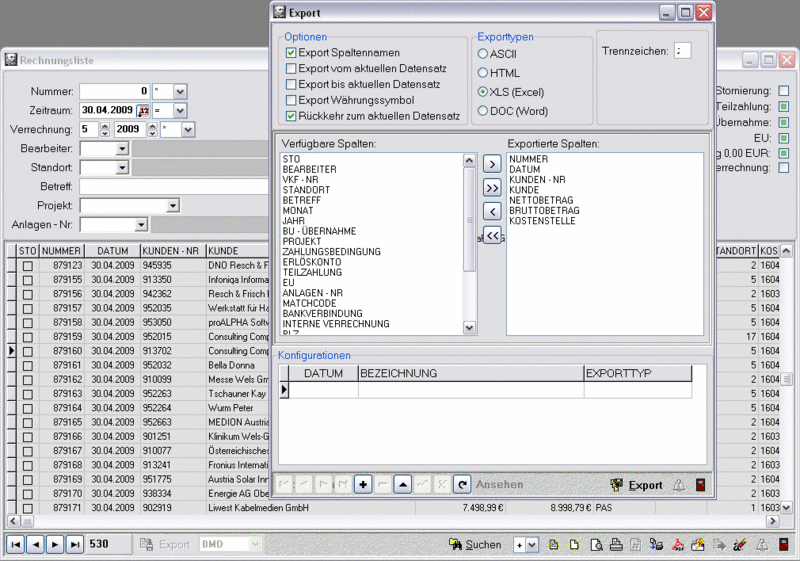 Export
Optionen
Export Spaltennamen
Export vom aktuellen Datensatz
Export bis aktuellen Datensatz
Export Währungssymbol
Rückkehr zum aktuellen Datensatz
Exporttypen
ASCII
HTML
XLS (Excel)
DOC (Word)
Trennzeichen: ;
Rechnungsliste
Nummer: 0 *
Zeitraum: 30.04.2009 =
Verrechnung: 5 2009 *
Bearbeiter:
Standort:
Betreff:
Projekt:
Anlagen - Nr:
Stornierung:
Teilzahlung:
Übernahme:
EU:
g 0,00 EUR:
errechnung:
Verfügbare Spalten:
STO
BEARBEITER
VKF - NR
STANDORT
BETREFF
MONAT
JAHR
BU - ÜBERNAHME
PROJEKT
ZAHLUNGSBEDINGUNG
ERLÖSKONTO
TEILZAHLUNG
EU
ANLAGEN - NR
MATCHCODE
BANKVERBINDUNG
INTERNE VERRECHNUNG
PLZ
>
>>
<
<<
Exportierte Spalten:
NUMMER
DATUM
KUNDEN - NR
KUNDE
NETTOBETRAG
BRUTTOBETRAG
KOSTENSTELLE
Konfigurationen
DATUM BEZEICHNUNG EXPORTTYP
Ansehen Export
STO NUMMER DATUM KUNDEN - NR KUNDE TANDORT KOS
879123 30.04.2009 945935 DNO Resch & F 2 1604
879155 30.04.2009 913350 Infoniqa Informa 5 1604
879156 30.04.2009 942362 Resch & Frisch 2 1603
879157 30.04.2009 952035 Werkstatt für Ha 5 1604
879158 30.04.2009 953050 proALPHA Softw 5 1604
879159 30.04.2009 952015 Consulting Comp 17 1604
879160 30.04.2009 913702 Consulting Comp 5 1604
879161 30.04.2009 952032 Bella Donna 5 1604
879162 30.04.2009 910099 Messe Wels Gm 2 1603
879163 30.04.2009 952263 Tschauner Kay 5 1604
879164 30.04.2009 952264 Wurm Peter 5 1604
879165 30.04.2009 952663 MEDION Austria 5 1604
879166 30.04.2009 901251 Klinikum Wels-G 2 1603
879167 30.04.2009 910077 Österreichisches 2 1603
879168 30.04.2009 913241 Fronius Internati 2 1603
879169 30.04.2009 951775 Austria Solar Inn 5 1604
879170 30.04.2009 938334 Energie AG Obe 2 1603
879171 30.04.2009 902919 Liwest Kabelmedien GmbH 7.498,99 € 8.998,79 € PAS 1 1603
530 Export BMD Suchen +